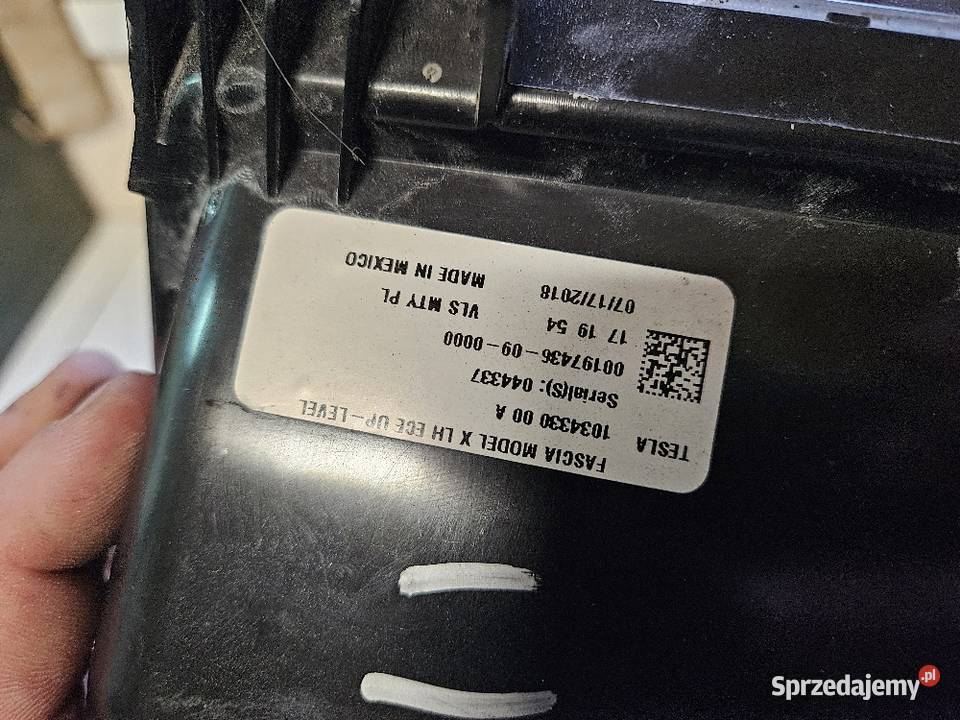 FASCIA MODEL X LH ECE UP-LEVEL
TESLA 1034330 00 A
Serial(S): 044337
00197436-09-0000
17 19 54 VLS MTY PL
07/17/2018 MADE IN MEXICO
Sprzedajemy.pl